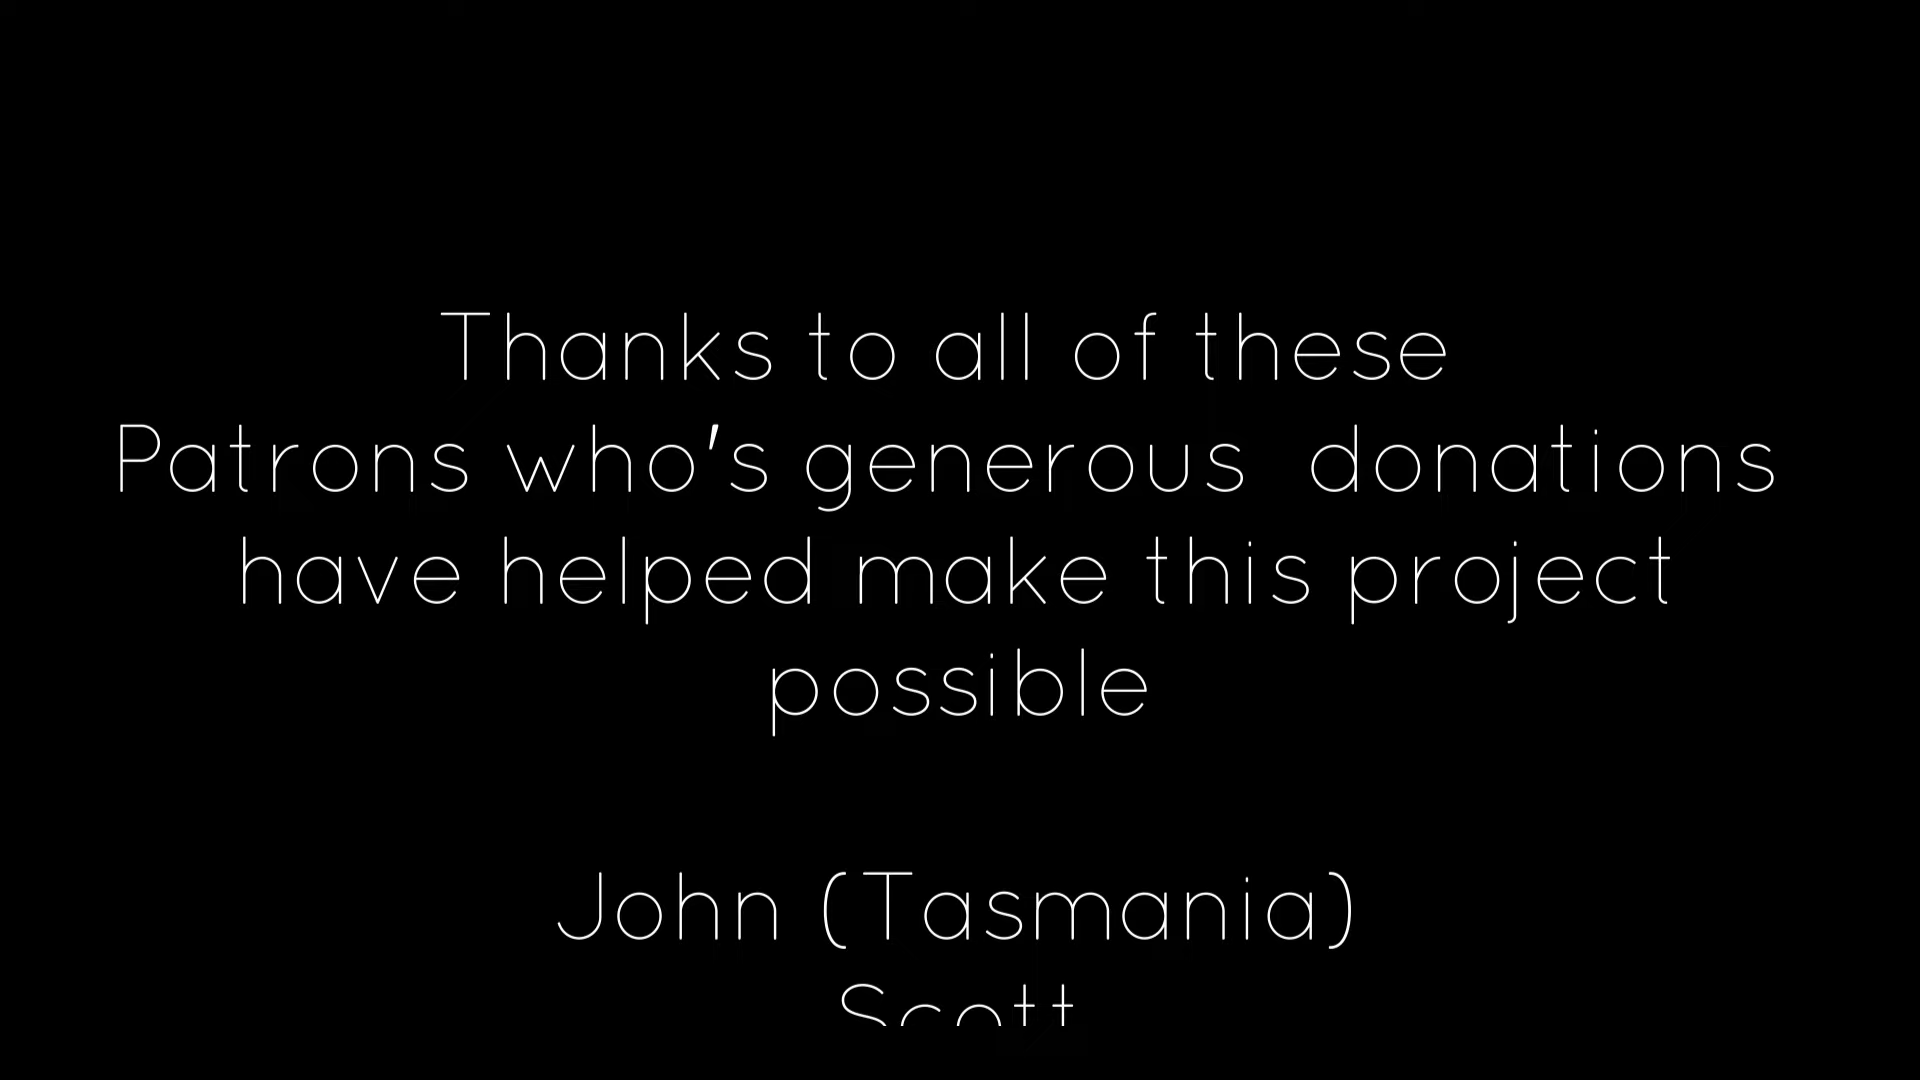 Thanks to all of these
Patrons who's generous  donations
have helped make this project
possible
John (Tasmania)
Scott